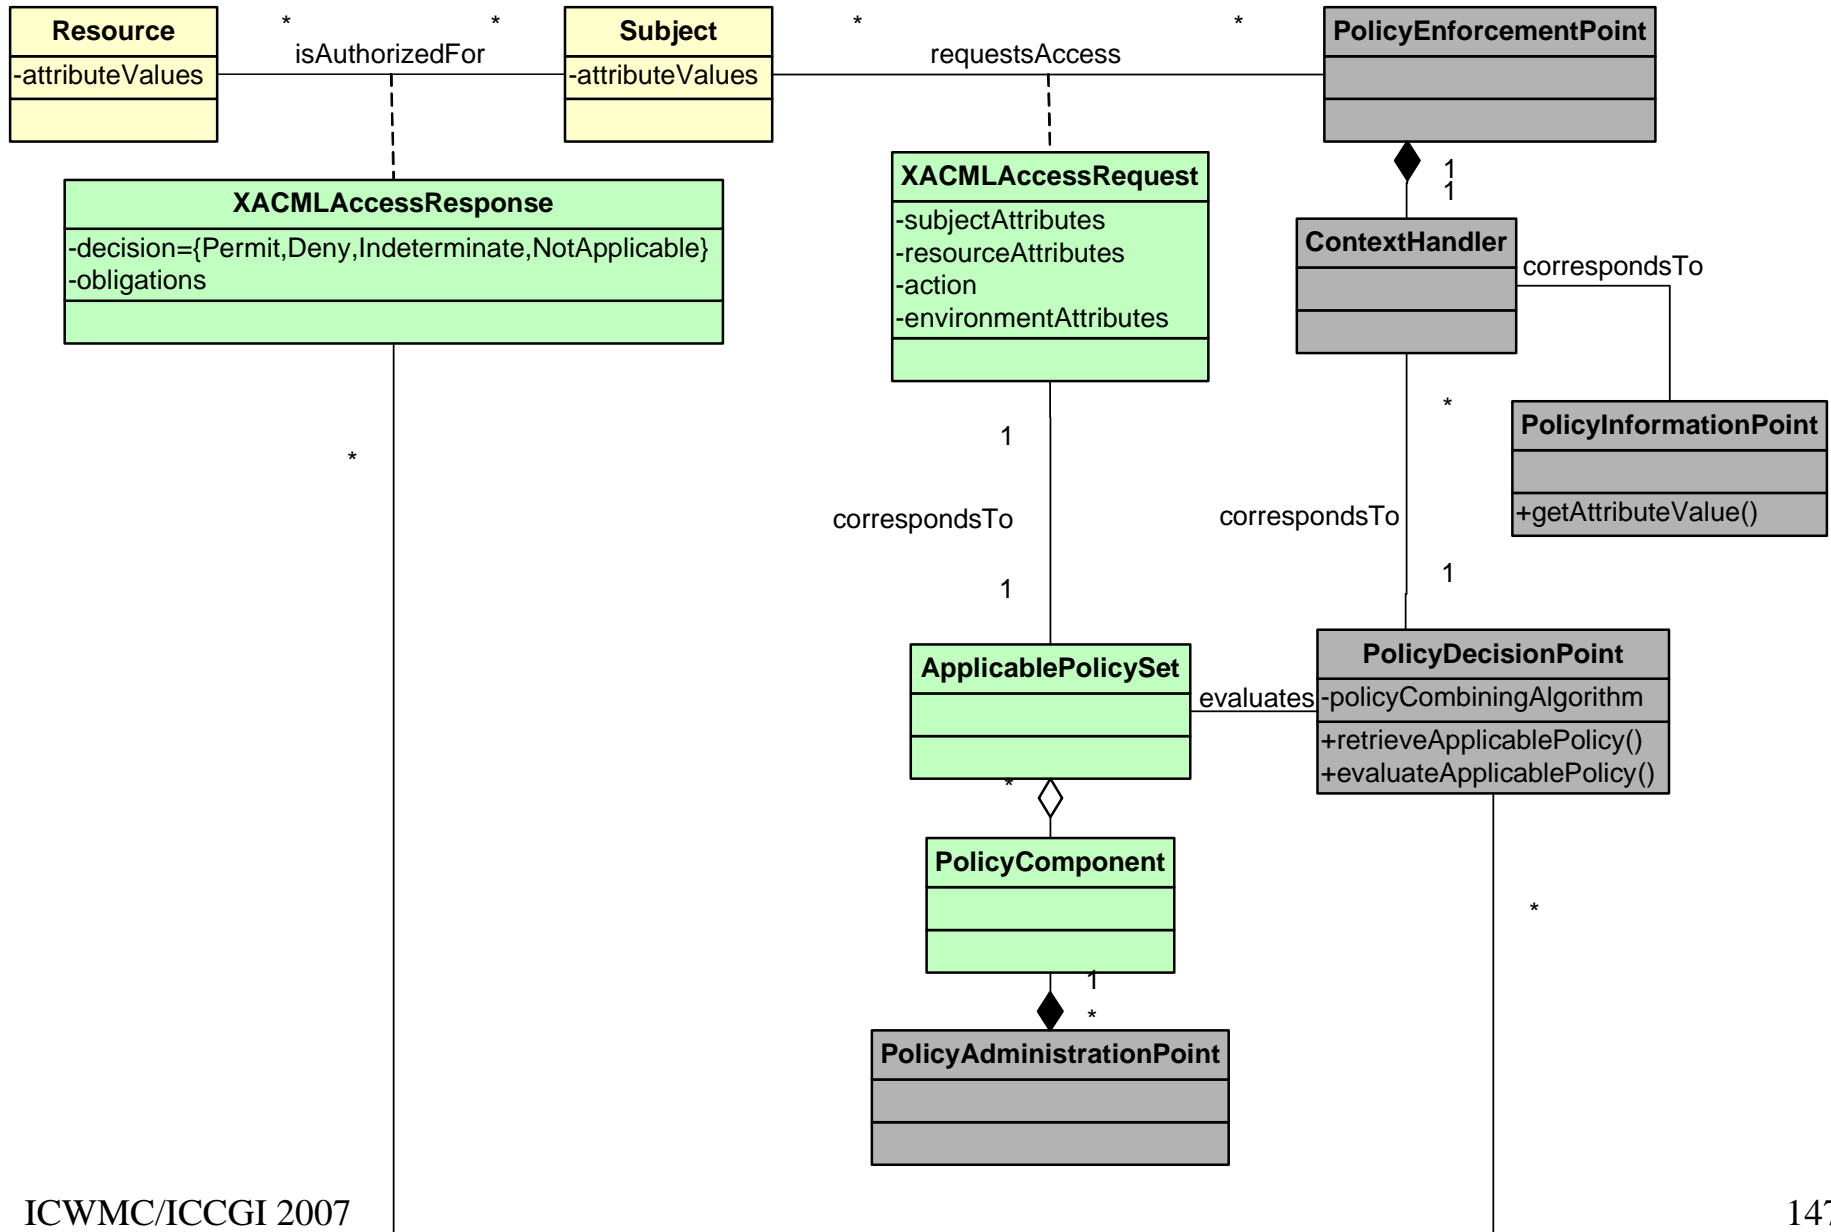 Resource
-attributeValues
*
*
isAuthorizedFor
Subject
-attributeValues
*
*
requestsAccess
PolicyEnforcementPoint
XACMLAccessResponse
-decision={Permit,Deny,Indeterminate,NotApplicable}
-obligations
XACMLAccessRequest
-subjectAttributes
-resourceAttributes
-action
-environmentAttributes
1
1
ContextHandler
correspondsTo
PolicyInformationPoint
+getAttributeValue()
*
1
*
correspondsTo
correspondsTo
1
1
ApplicablePolicySet
evaluates
PolicyDecisionPoint
-policyCombiningAlgorithm
+retrieveApplicablePolicy()
+evaluateApplicablePolicy()
*
PolicyComponent
*
1
*
PolicyAdministrationPoint
ICWMC/ICCGI 2007
147